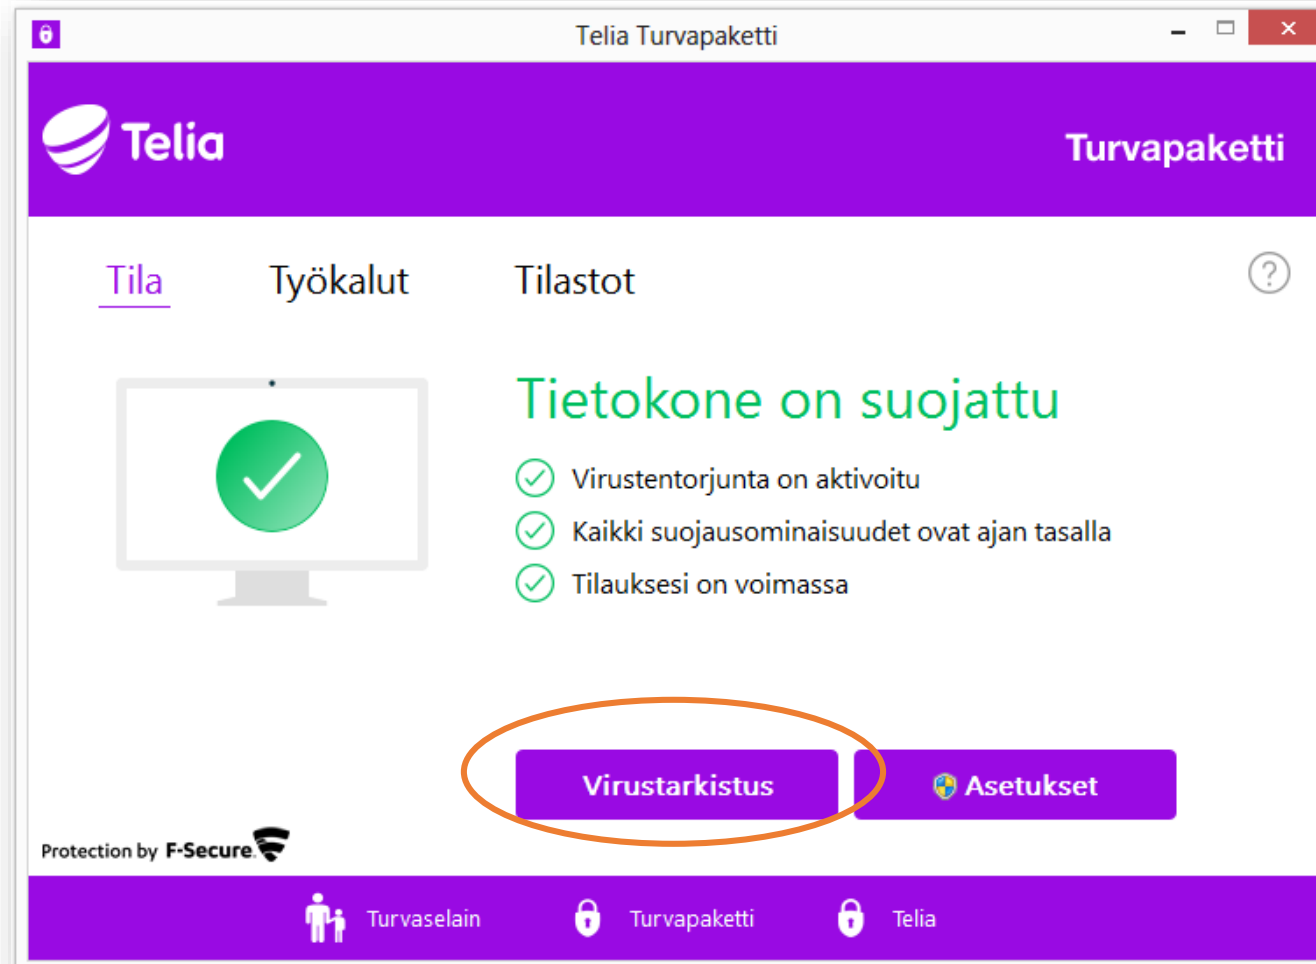 Telia Turvapaketti
Telia
Turvapaketti
Tila Työkalut Tilastot ?
Tietokone on suojattu
Virustentorjunta on aktivoitu
Kaikki suojausominaisuudet ovat ajan tasalla
Tilauksesi on voimassa
Virustarkistus Asetukset
Protection by F-Secure.
Turvaselain Turvapaketti Telia